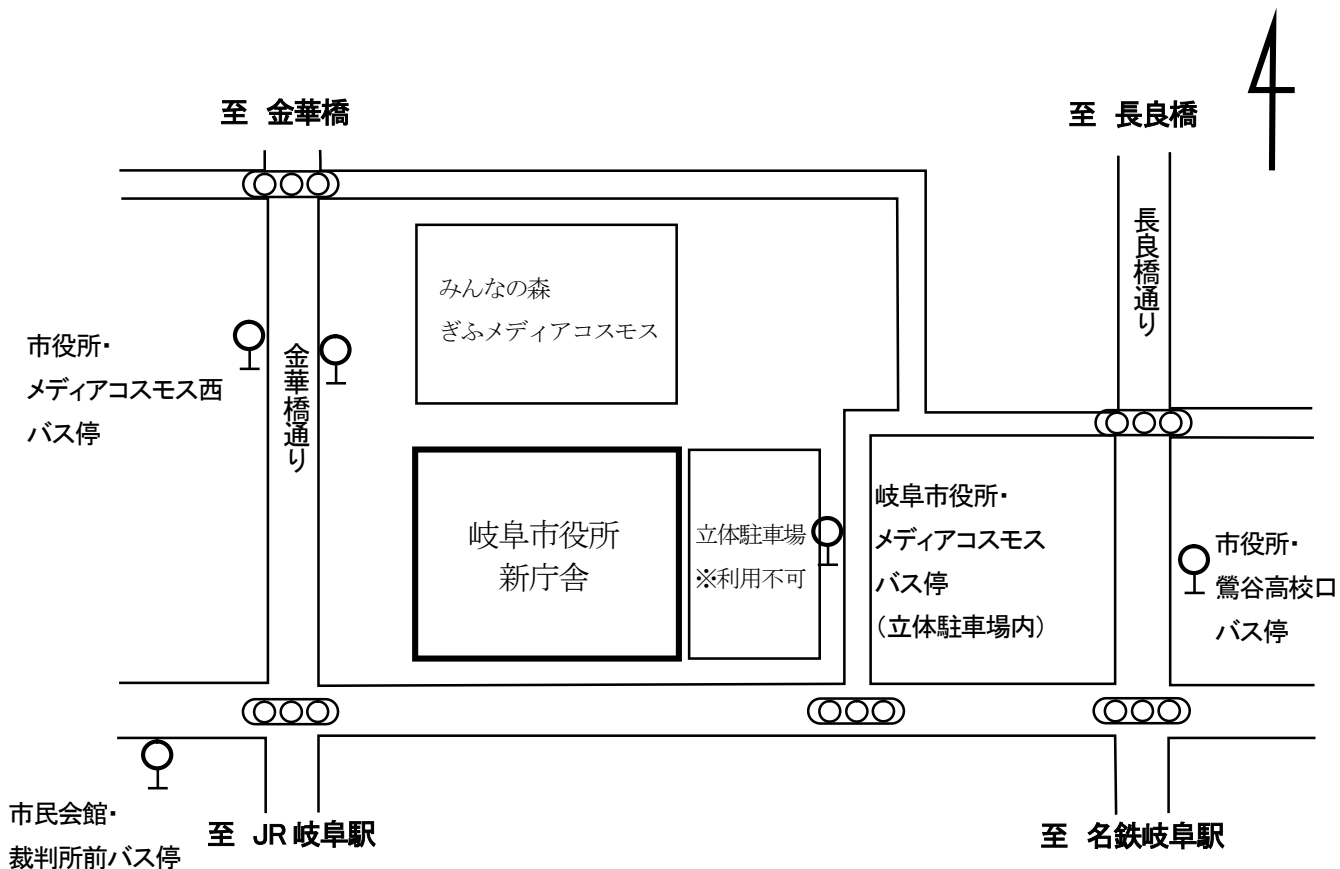 至 金華橋
至 長良橋
長良橋通り
みんなの森
ぎふメディアコスモス
市役所・
メディアコスモス西
バス停
金華橋通り
岐阜市役所
新庁舎
立体駐車場
※利用不可
岐阜市役所・
メディアコスモス
バス停
（立体駐車場内）
市役所・
鶯谷高校口
バス停
市民会館・
裁判所前バス停
至 JR 岐阜駅
至 名鉄岐阜駅